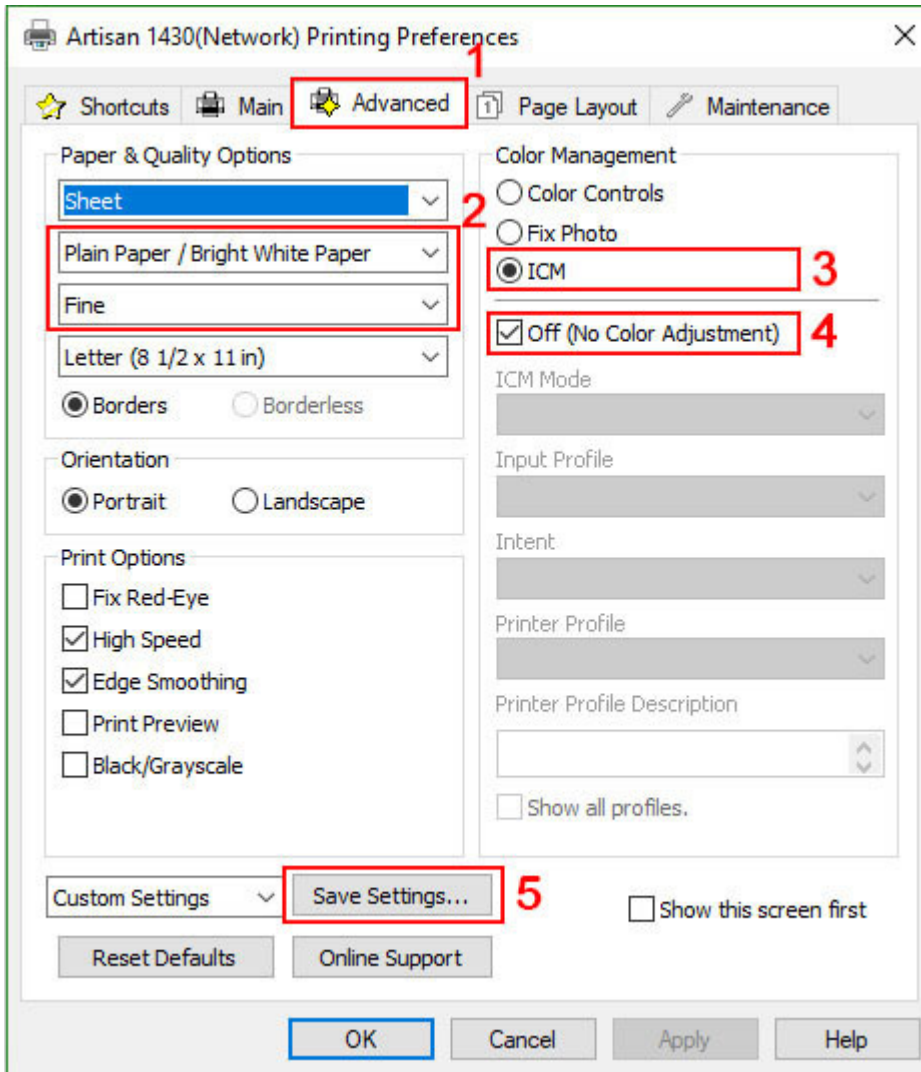 Artisan 1430(Network) Printing Preferences
1
Shortcuts Main Advanced 1 Page Layout Maintenance
Paper & Quality Options
Sheet
2
Plain Paper / Bright White Paper
Fine
Letter (8 1/2 x 11 in)
Borders Borderless
Orientation
Portrait Landscape
Print Options
Fix Red-Eye
High Speed
Edge Smoothing
Print Preview
Black/Grayscale
Color Management
Color Controls
Fix Photo
ICM 3
Off (No Color Adjustment) 4
ICM Mode
Input Profile
Intent
Printer Profile
Printer Profile Description
Show all profiles.
Custom Settings Save Settings... 5 Show this screen first
Reset Defaults Online Support
OK Cancel Apply Help